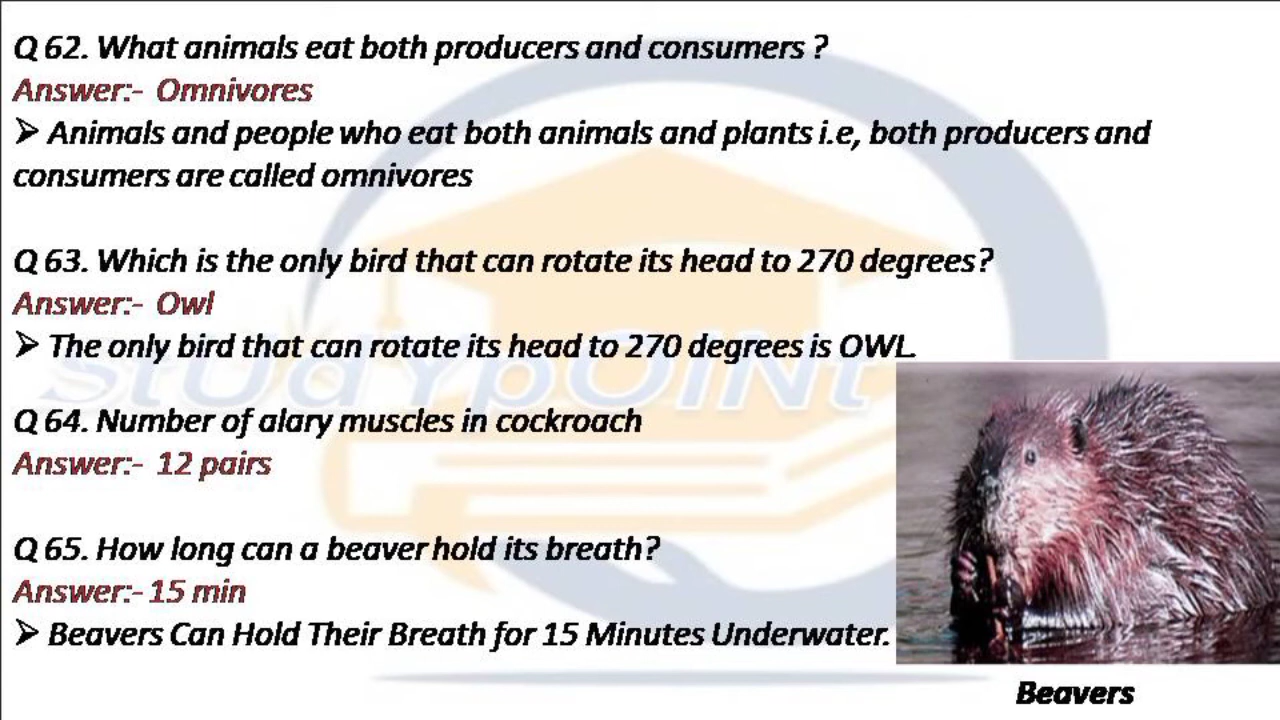 Q 62. What animals eat both producers and consumers ?
Answer:- Omnivores
➢ Animals and people who eat both animals and plants i.e, both producers and
consumers are called omnivores
Q 63. Which is the only bird that can rotate its head to 270 degrees?
Answer:- Owl
➢ The only bird that can rotate its head to 270 degrees is OWL.
stUdYpOINt
Q 64. Number of alary muscles in cockroach
Answer:- 12 pairs
Q 65. How long can a beaver hold its breath?
Answer:- 15 min
➢ Beavers Can Hold Their Breath for 15 Minutes Underwater.
Beavers